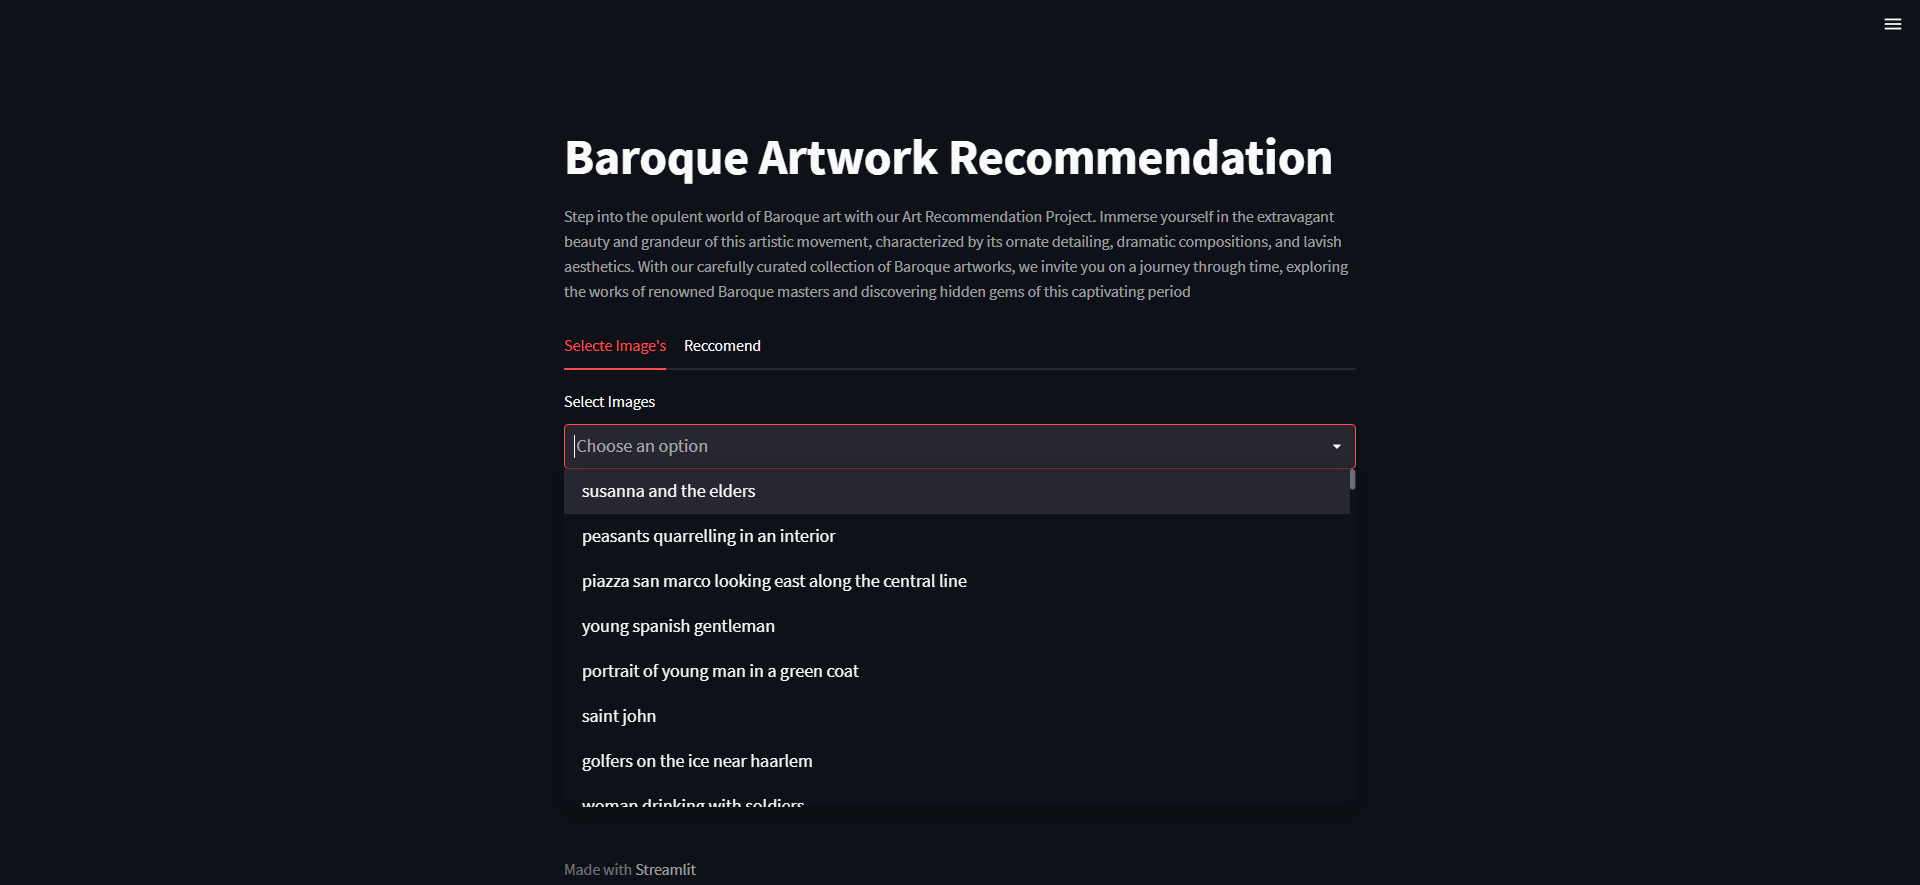 Baroque Artwork Recommendation
Step into the opulent world of Baroque art with our Art Recommendation Project. Immerse yourself in the extravagant
beauty and grandeur of this artistic movement, characterized by its ornate detailing, dramatic compositions, and lavish
aesthetics. With our carefully curated collection of Baroque artworks, we invite you on a journey through time, exploring
the works of renowned Baroque masters and discovering hidden gems of this captivating period
Selecte Image's Reccomend
Select Images
Choose an option
susanna and the elders
peasants quarrelling in an interior
piazza san marco looking east along the central line
young spanish gentleman
portrait of young man in a green coat
saint john
golfers on the ice near haarlem
woman drinking with soldiers
Made with Streamlit